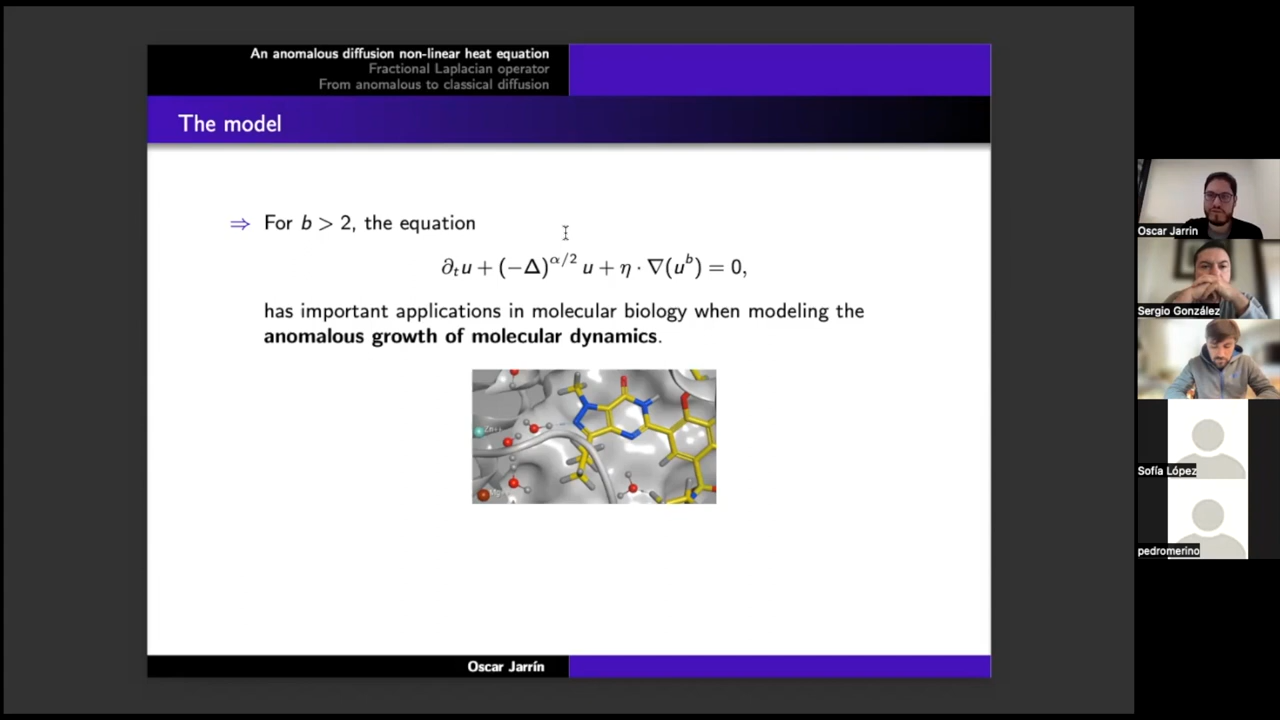 An anomalous diffusion non-linear heat equation
Fractional Laplacian operator
From anomalous to classical diffusion
The model
⇒ For b > 2, the equation
∂ₜu + (−Δ)^{α/2} u + η · ∇(u^b) = 0,
has important applications in molecular biology when modeling the
anomalous growth of molecular dynamics.
Oscar Jarrín
Oscar Jarrin
Sergio González
Sofía López
pedromerino